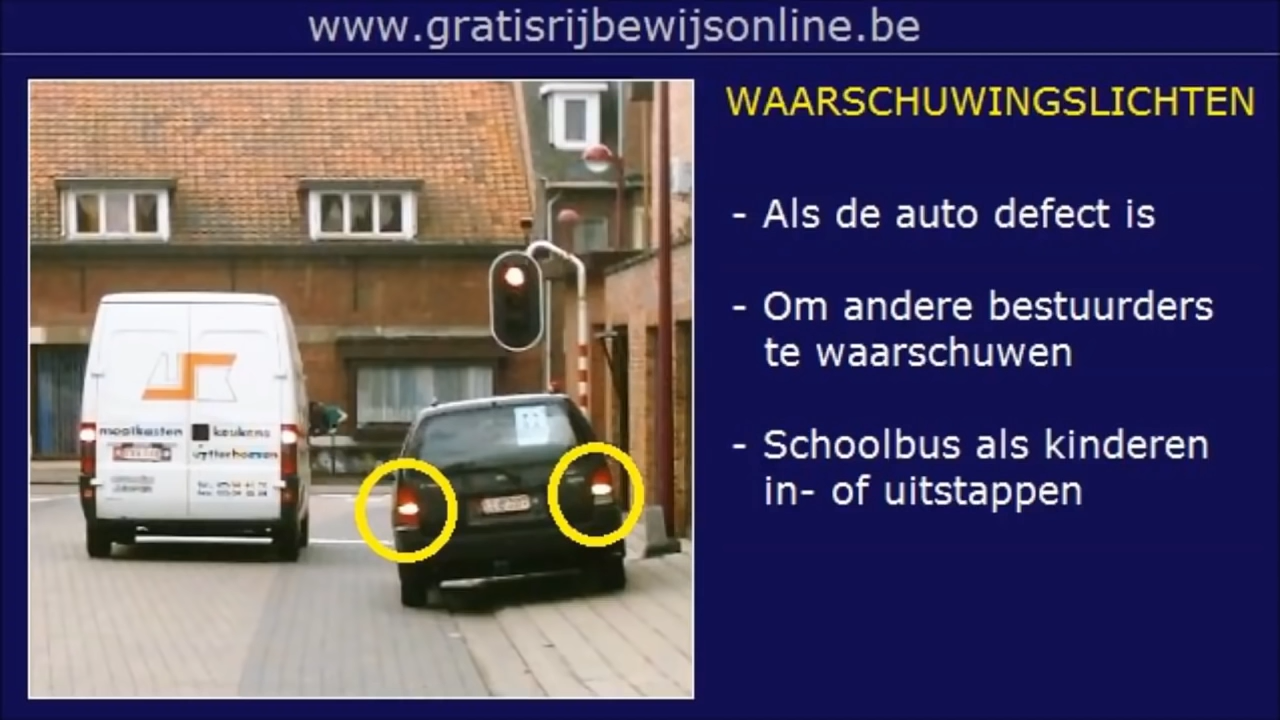 www.gratisrijbewijsonline.be
WAARSCHUWINGSLICHTEN
- Als de auto defect is
- Om andere bestuurders
te waarschuwen
- Schoolbus als kinderen
in- of uitstappen
keukens